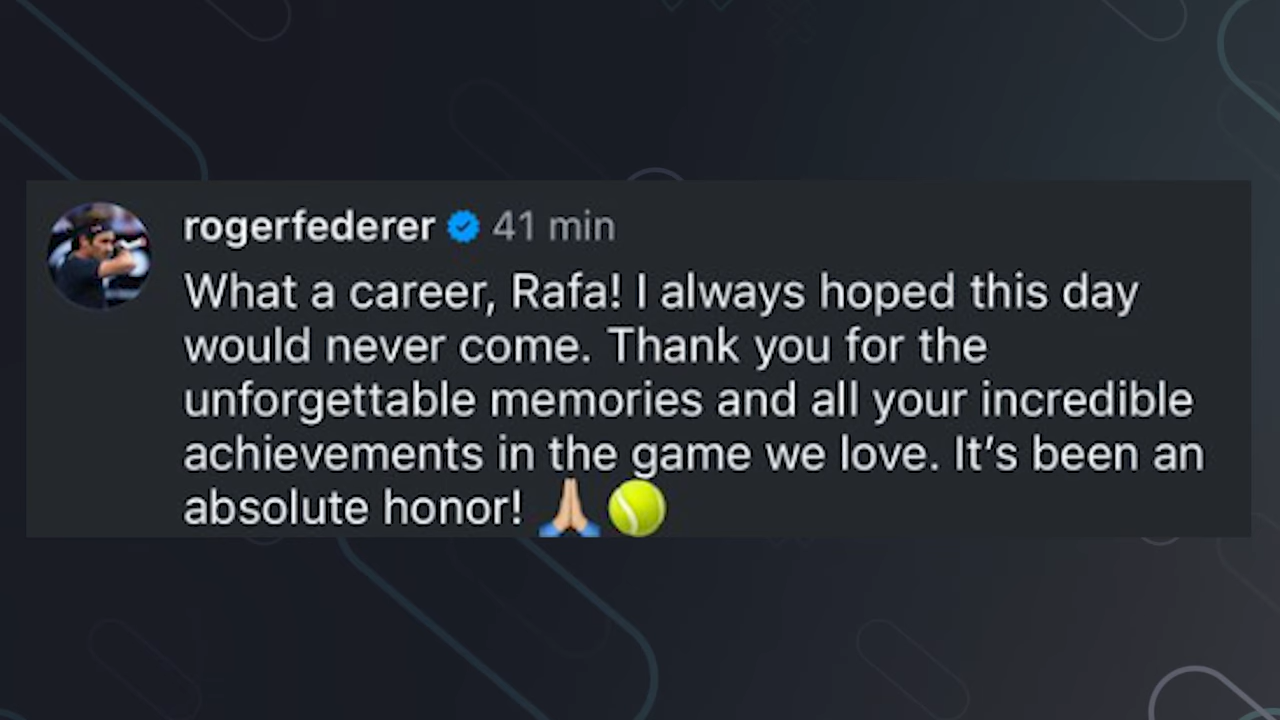 rogerfederer 41 min
What a career, Rafa! I always hoped this day
would never come. Thank you for the
unforgettable memories and all your incredible
achievements in the game we love. It’s been an
absolute honor! 🙏🏼🎾